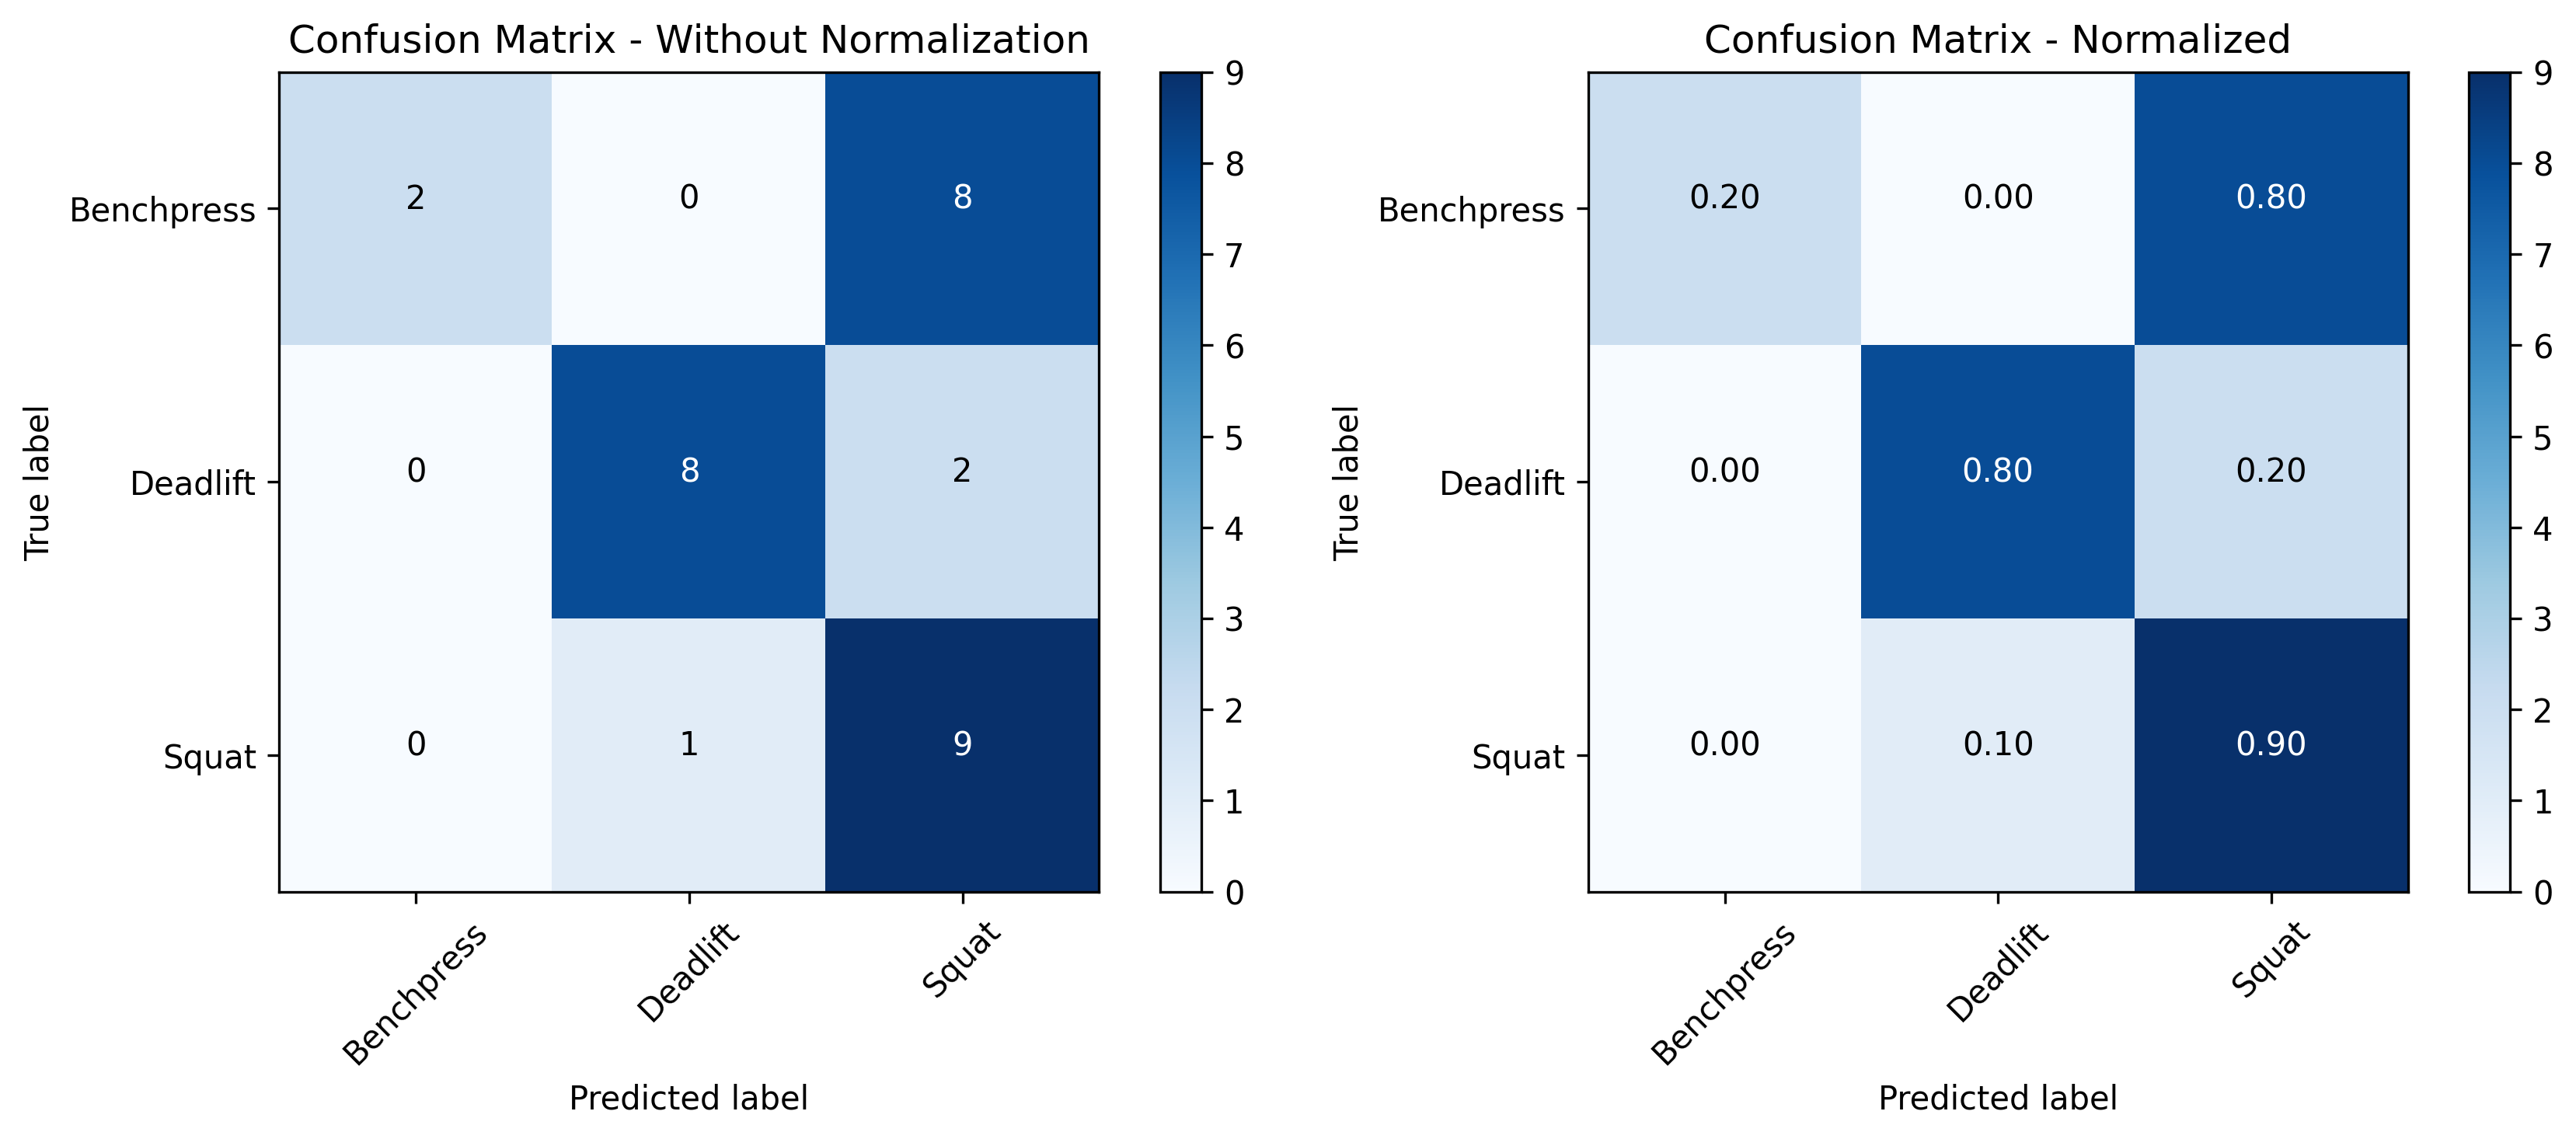 Confusion Matrix - Without Normalization
Benchpress 2 0 8
Deadlift 0 8 2
Squat 0 1 9
True label
Benchpress Deadlift Squat
Predicted label
9
8
7
6
5
4
3
2
1
0
Confusion Matrix - Normalized
Benchpress 0.20 0.00 0.80
Deadlift 0.00 0.80 0.20
Squat 0.00 0.10 0.90
True label
Benchpress Deadlift Squat
Predicted label
9
8
7
6
5
4
3
2
1
0